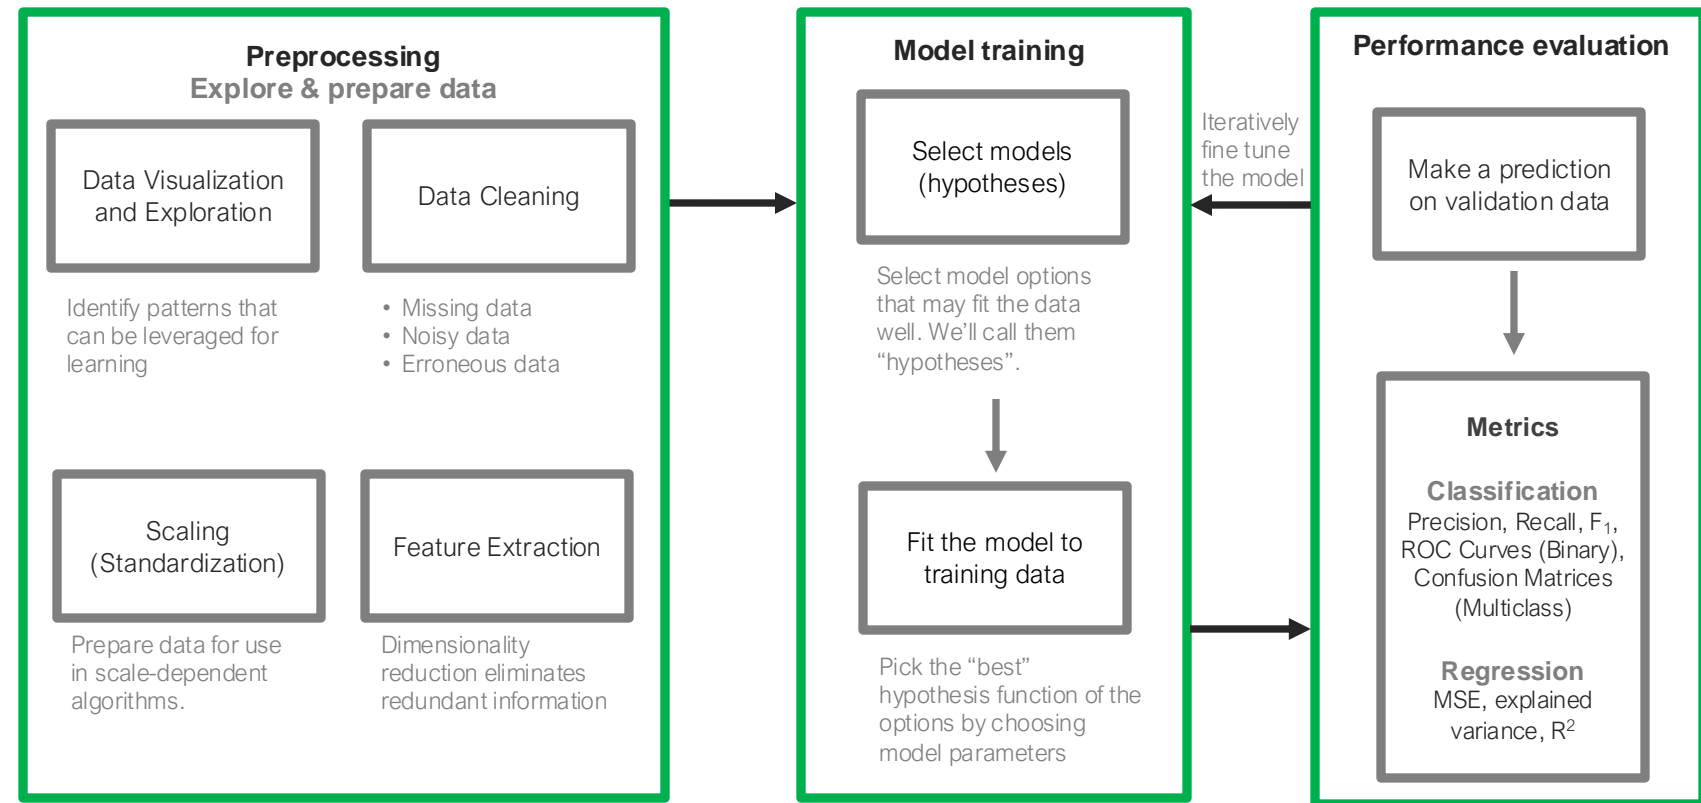 Preprocessing
Explore & prepare data
Data Visualization
and Exploration
Identify patterns that
can be leveraged for
learning
Data Cleaning
• Missing data
• Noisy data
• Erroneous data
Scaling
(Standardization)
Prepare data for use
in scale-dependent
algorithms.
Feature Extraction
Dimensionality
reduction eliminates
redundant information
Model training
Select models
(hypotheses)
Select model options
that may fit the data
well. We’ll call them
“hypotheses”.
Fit the model to
training data
Pick the “best”
hypothesis function of the
options by choosing
model parameters
Iteratively
fine tune
the model
Performance evaluation
Make a prediction
on validation data
Metrics
Classification
Precision, Recall, F₁,
ROC Curves (Binary),
Confusion Matrices
(Multiclass)
Regression
MSE, explained
variance, R²